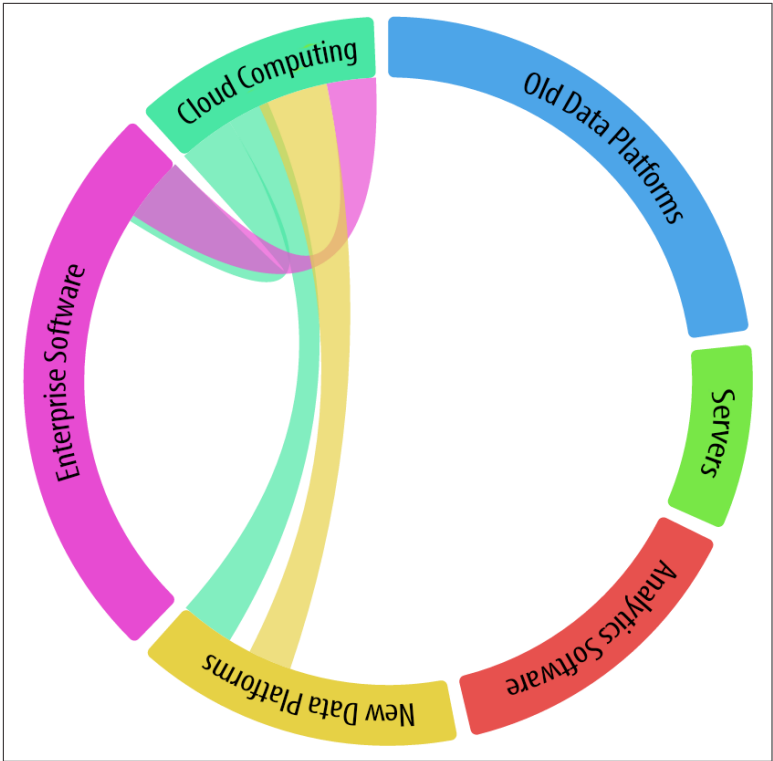 Cloud Computing
Old Data Platforms
Servers
Analytics Software
New Data Platforms
Enterprise Software